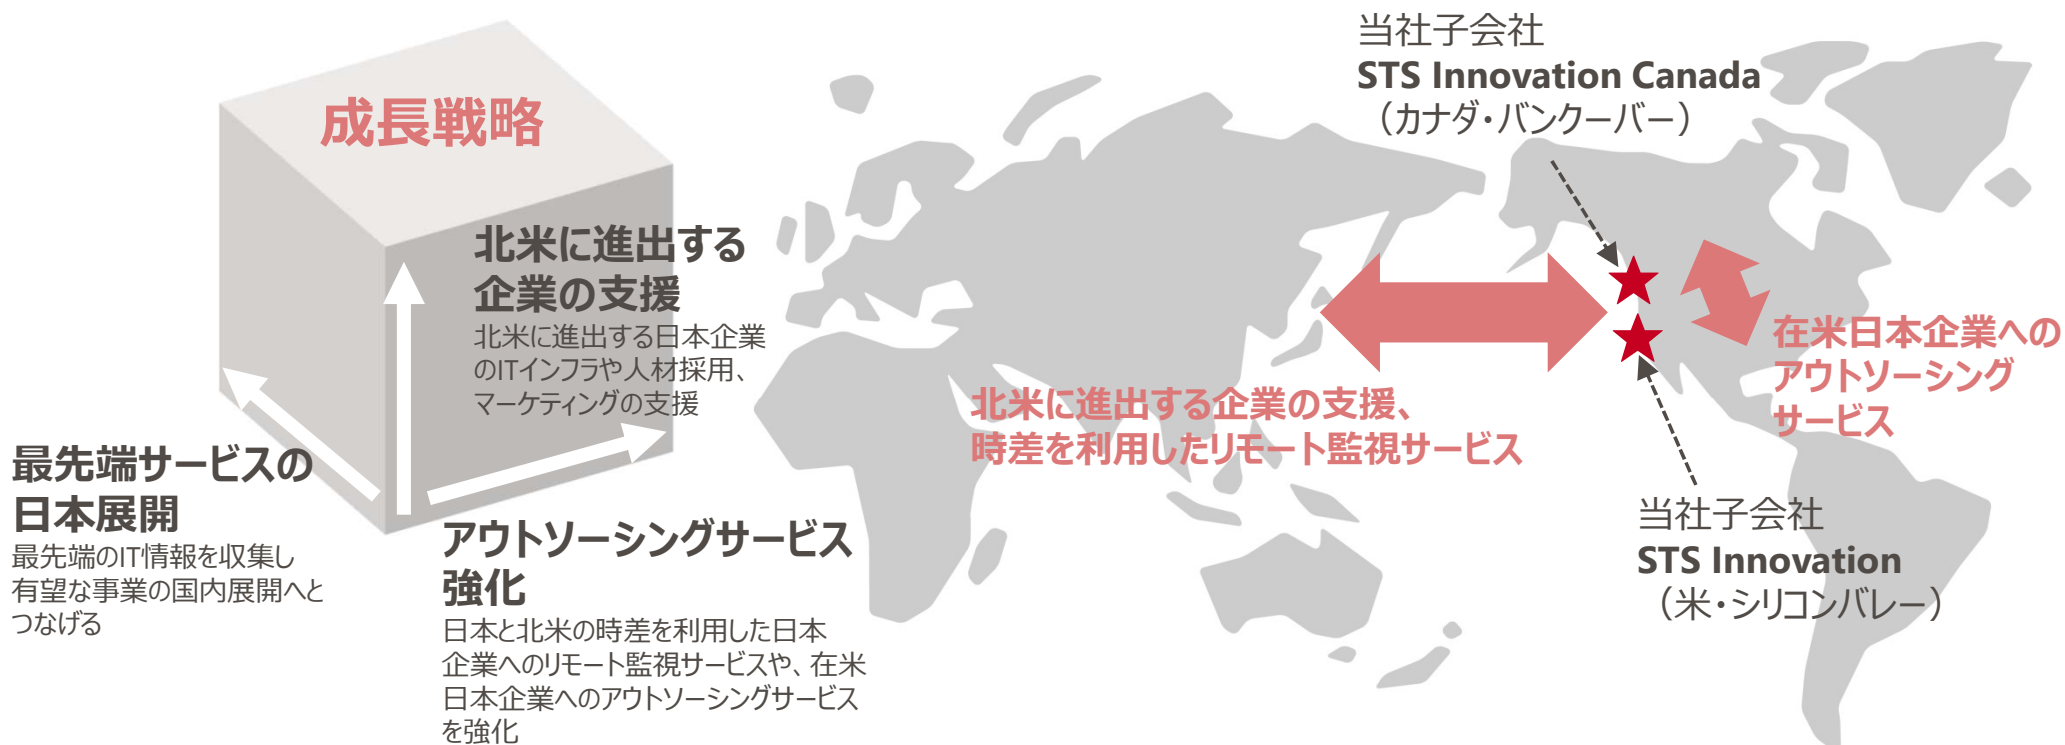 成長戦略
北米に進出する
企業の支援
北米に進出する日本企業
のITインフラや人材採用、
マーケティングの支援
最先端サービスの
日本展開
最先端のIT情報を収集し
有望な事業の国内展開へと
つなげる
アウトソーシングサービス
強化
日本と北米の時差を利用した日本
企業へのリモート監視サービスや、在米
日本企業へのアウトソーシングサービス
を強化
当社子会社
STS Innovation Canada
（カナダ・バンクーバー）
北米に進出する企業の支援、
時差を利用したリモート監視サービス
在米日本企業への
アウトソーシング
サービス
当社子会社
STS Innovation
（米・シリコンバレー）